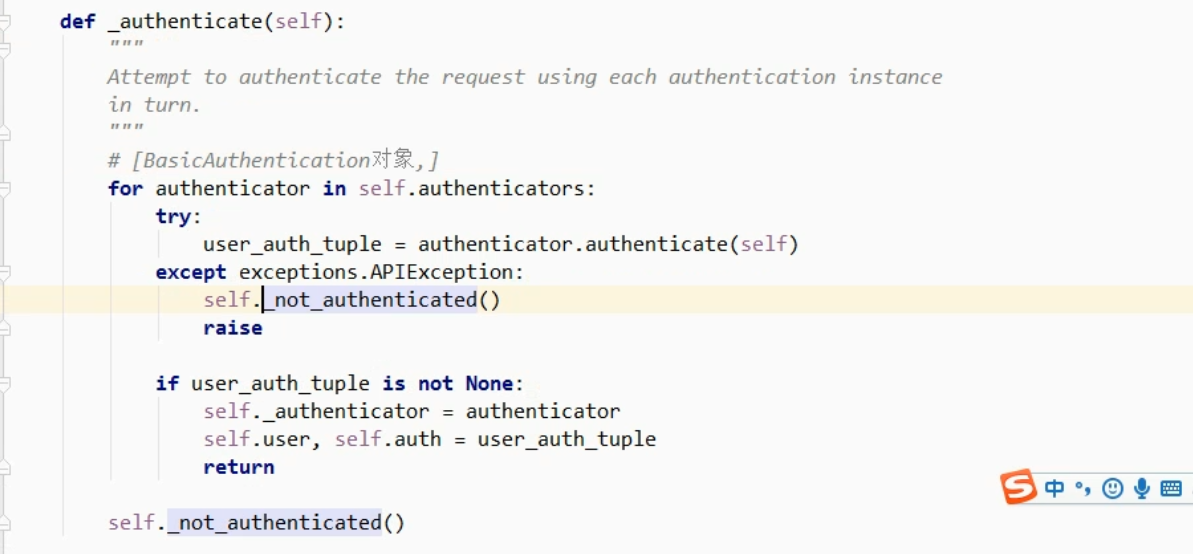 def _authenticate(self):
"""
Attempt to authenticate the request using each authentication instance
in turn.
"""
# [BasicAuthentication对象,]
for authenticator in self.authenticators:
try:
user_auth_tuple = authenticator.authenticate(self)
except exceptions.APIException:
self._not_authenticated()
raise
if user_auth_tuple is not None:
self._authenticator = authenticator
self.user, self.auth = user_auth_tuple
return
S 中
self._not_authenticated()